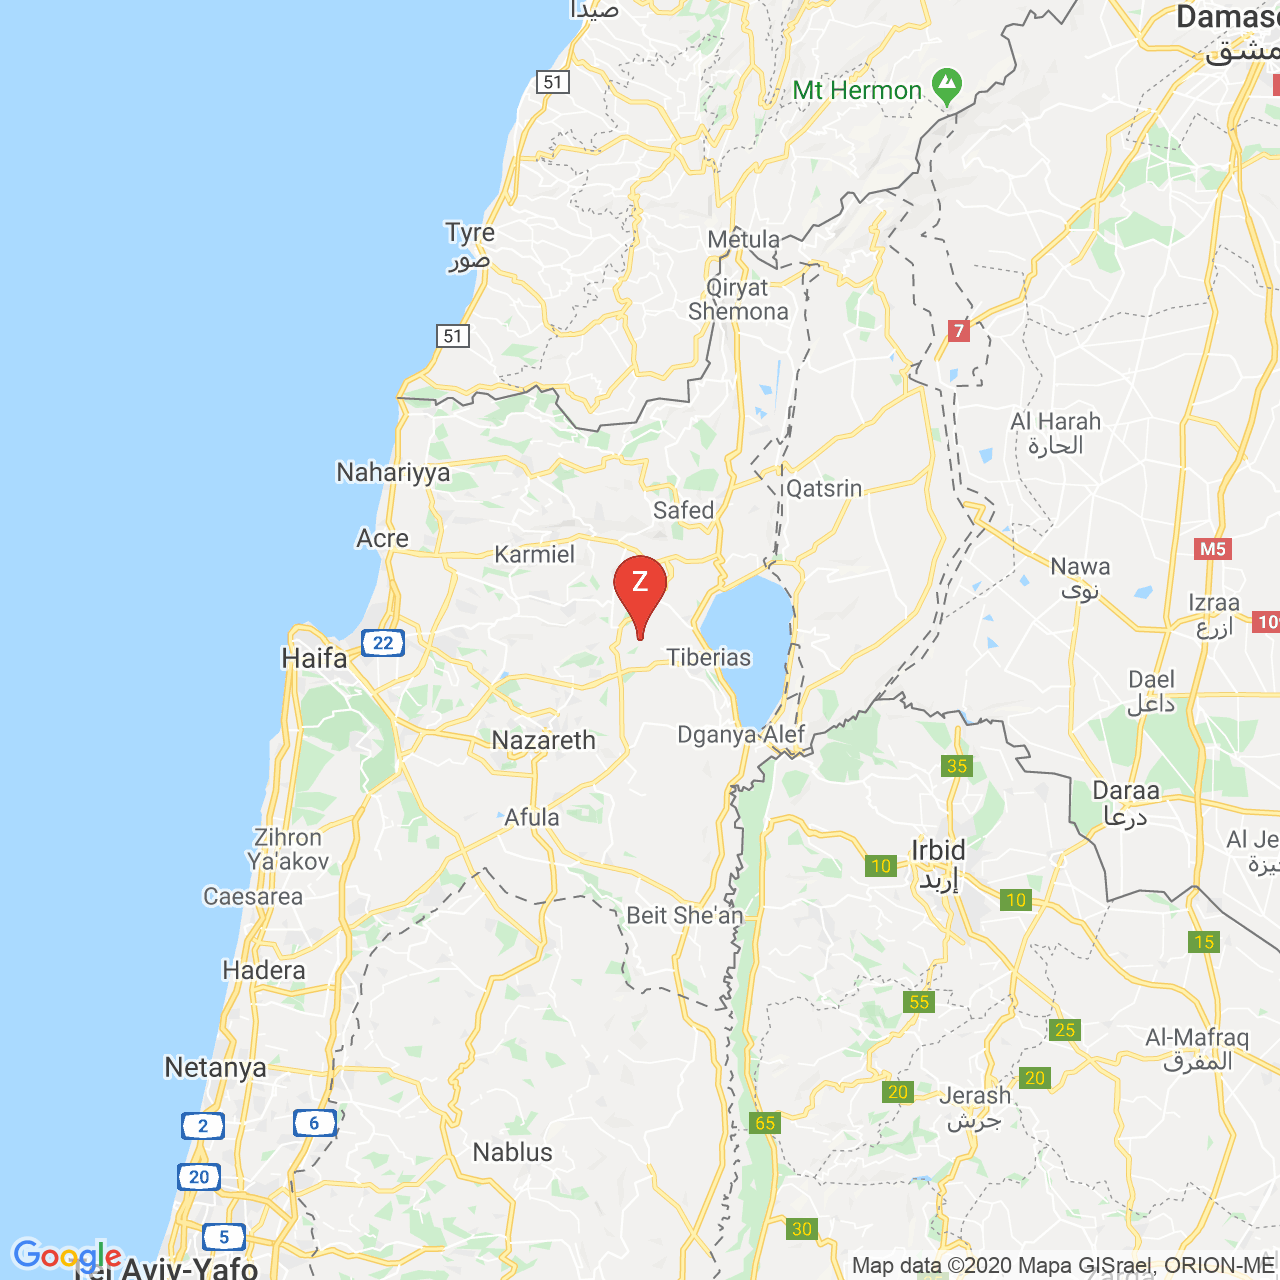 صيدا
Damasc
مشق
51
Mt Hermon
Tyre
صور
Metula
Qiryat
Shemona
51
7
Al Harah
الحارة
Nahariyya
Qatsrin
Safed
Acre
Karmiel
M5
Nawa
نوى
Z
Izraa
ازرع
109
22
Haifa
Tiberias
Dael
داعل
Nazareth
Dganya Alef
35
Daraa
درعا
Afula
Zihron
Ya'akov
Irbid
إربد
10
Al Je
جيزة
Caesarea
10
Beit She'an
15
Hadera
55
25
Al-Mafraq
المفرق
Netanya
20
20
Jerash
جرش
2
6
65
Nablus
20
5
30
Google
Tel Aviv-Yafo
Map data ©2020 Mapa GISrael, ORION-ME
Zarqa